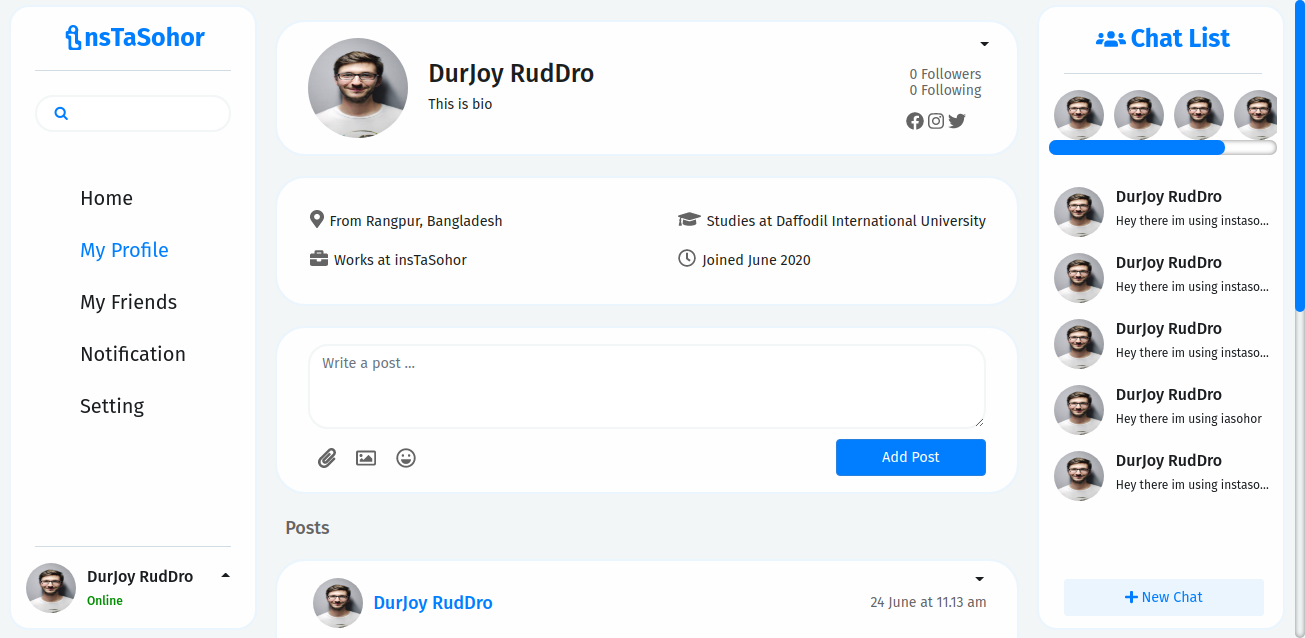 insTaSohor
Home
My Profile
My Friends
Notification
Setting
DurJoy RudDro
Online
DurJoy RudDro
This is bio
0 Followers
0 Following
From Rangpur, Bangladesh
Studies at Daffodil International University
Works at insTaSohor
Joined June 2020
Write a post ...
Add Post
Posts
DurJoy RudDro
24 June at 11.13 am
Chat List
DurJoy RudDro
Hey there im using instaso...
DurJoy RudDro
Hey there im using instaso...
DurJoy RudDro
Hey there im using instaso...
DurJoy RudDro
Hey there im using iasohor
DurJoy RudDro
Hey there im using instaso...
New Chat